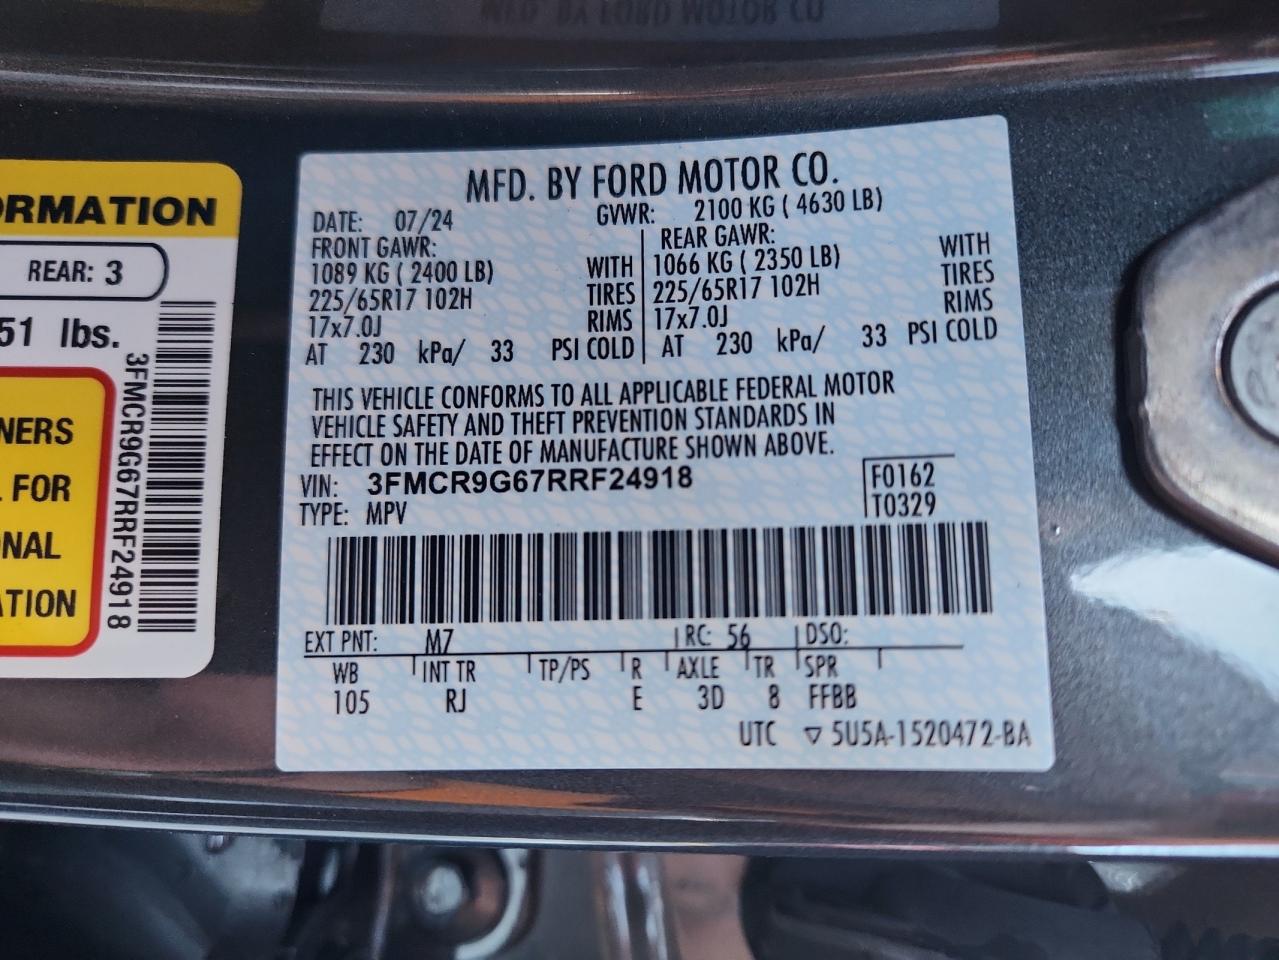 MFD. BY FORD MOTOR CO
ORMATION
REAR: 3
51 lbs.
NERS
FOR
ONAL
ATION
3FMCR9G67RRF24918
MFD. BY FORD MOTOR CO.
DATE: 07/24 GVWR: 2100 KG ( 4630 LB)
FRONT GAWR: REAR GAWR:
1089 KG ( 2400 LB) WITH 1066 KG ( 2350 LB) WITH
225/65R17 102H TIRES 225/65R17 102H TIRES
17x7.0J RIMS 17x7.0J RIMS
AT 230 kPa/ 33 PSI COLD AT 230 kPa/ 33 PSI COLD
THIS VEHICLE CONFORMS TO ALL APPLICABLE FEDERAL MOTOR
VEHICLE SAFETY AND THEFT PREVENTION STANDARDS IN
EFFECT ON THE DATE OF MANUFACTURE SHOWN ABOVE.
VIN: 3FMCR9G67RRF24918 F0162
TYPE: MPV T0329
EXT PNT: M7 RC: 56 DSO:
WB INT TR TP/PS R AXLE TR SPR
105 RJ E 3D 8 FFBB
UTC ▽ 5U5A-1520472-BA